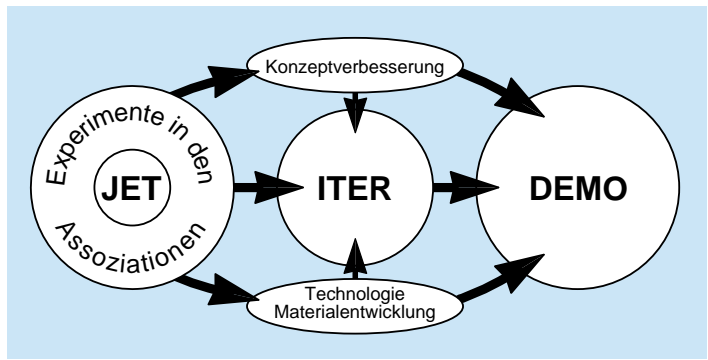 Konzeptverbesserung
Experimente in den
JET
Assoziationen
ITER
DEMO
Technologie
Materialentwicklung